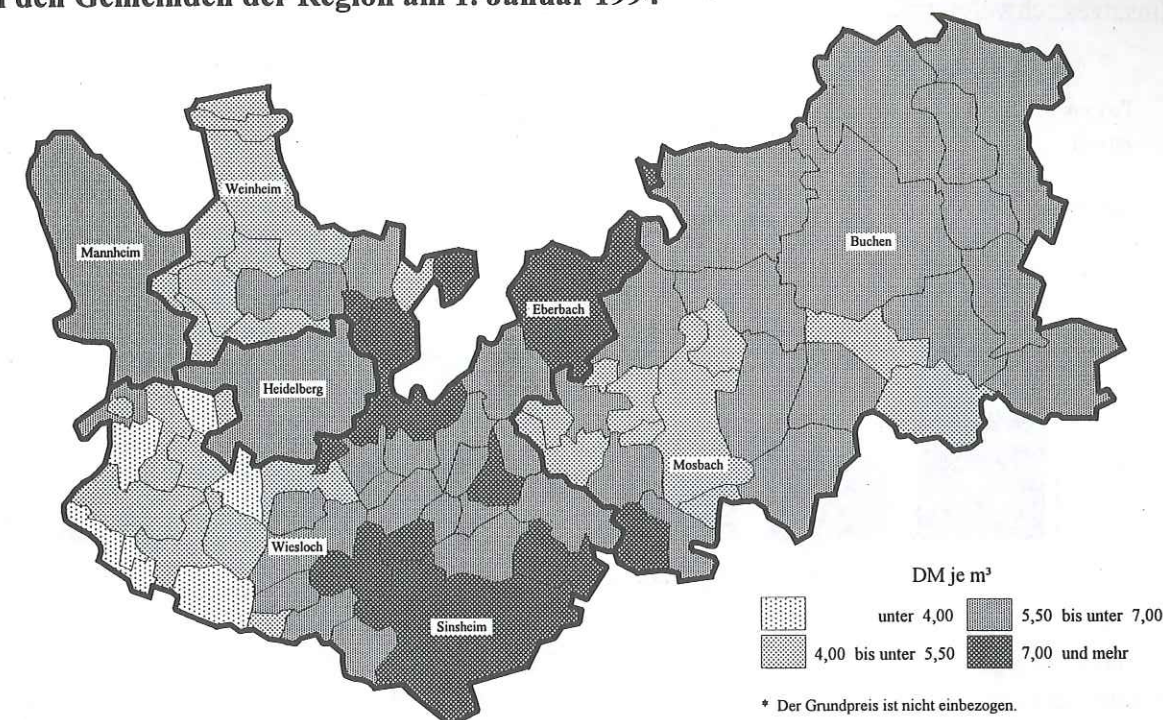 den Gemeinden der Region am 1. Januar 1994
Weinheim
Mannheim
Buchen
Eberbach
Heidelberg
Mosbach
Wiesloch
Sinsheim
DM je m³
unter 4,00
5,50 bis unter 7,00
4,00 bis unter 5,50
7,00 und mehr
* Der Grundpreis ist nicht einbezogen.